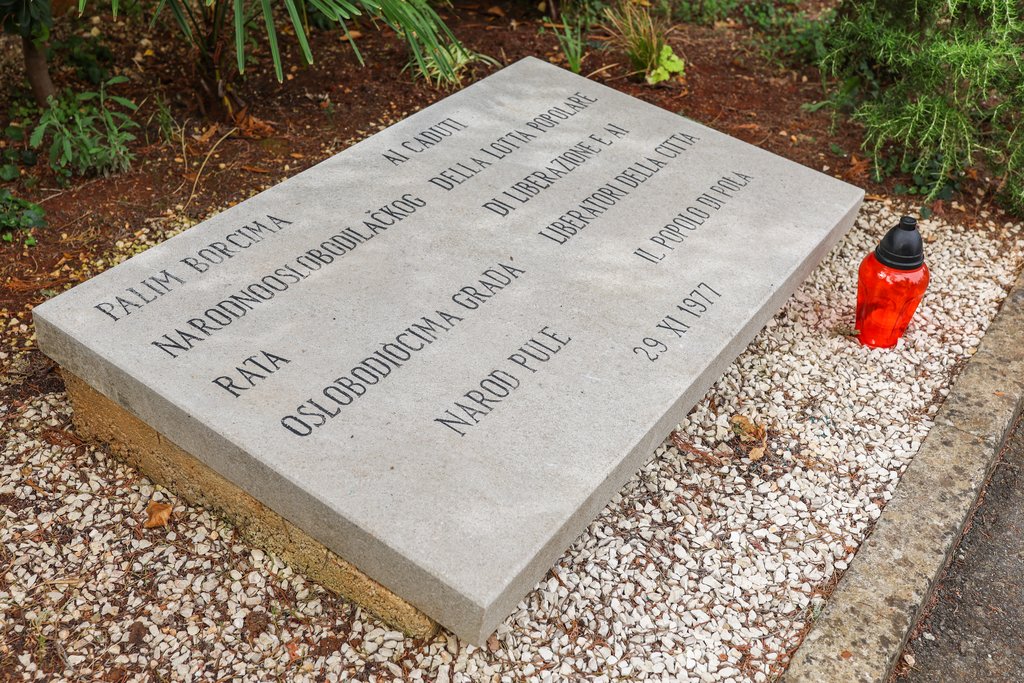 PALIM BORCIMA
NARODNOOSLOBODILAČKOG
RATA
OSLOBODIOCIMA GRADA
NAROD PULE
AI CADUTI
DELLA LOTTA POPOLARE
DI LIBERAZIONE E AI
LIBERATORI DELLA CITTA
IL POPOLO DI POLA
29 XI 1977